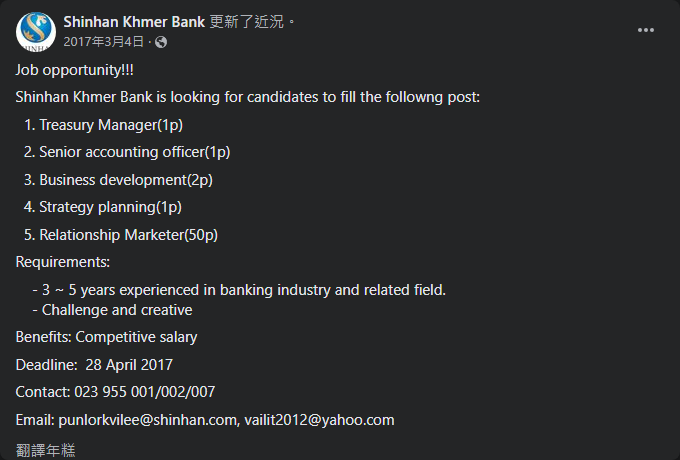 Shinhan Khmer Bank 更新了近況。
2017年3月4日 ·
Job opportunity!!!
Shinhan Khmer Bank is looking for candidates to fill the followng post:
1. Treasury Manager(1p)
2. Senior accounting officer(1p)
3. Business development(2p)
4. Strategy planning(1p)
5. Relationship Marketer(50p)
Requirements:
- 3 ~ 5 years experienced in banking industry and related field.
- Challenge and creative
Benefits: Competitive salary
Deadline:  28 April 2017
Contact: 023 955 001/002/007
Email: punlorkvilee@shinhan.com, vailit2012@yahoo.com
翻譯年糕